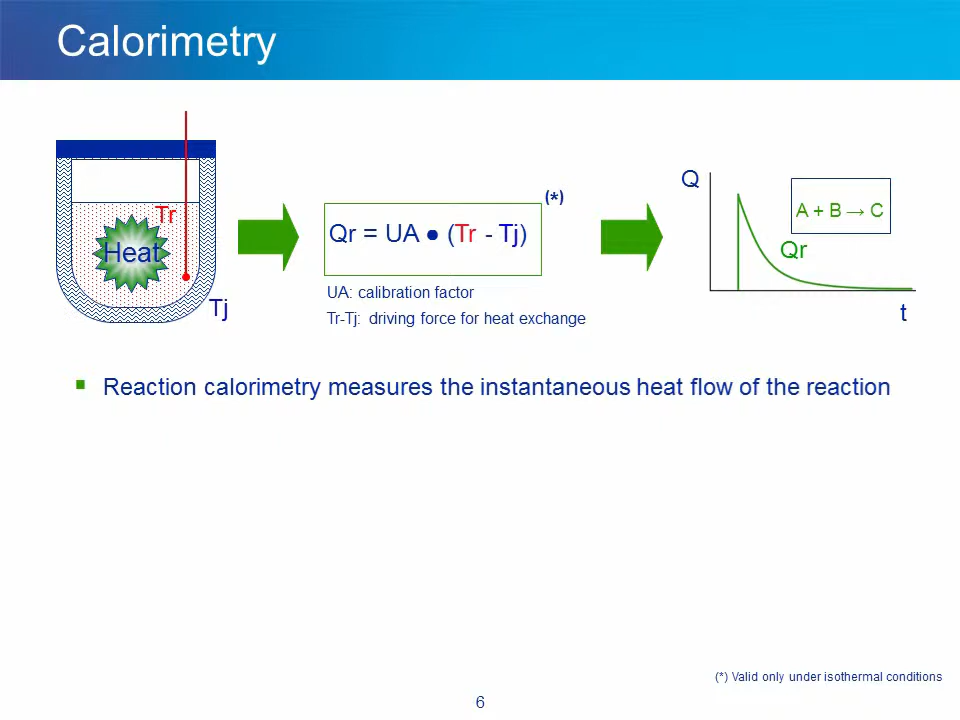 Calorimetry
Tr
Heat
Tj
(*)
Qr = UA ● (Tr - Tj)
UA: calibration factor
Tr-Tj: driving force for heat exchange
Q
A + B → C
Qr
t
▪ Reaction calorimetry measures the instantaneous heat flow of the reaction
(*) Valid only under isothermal conditions
6